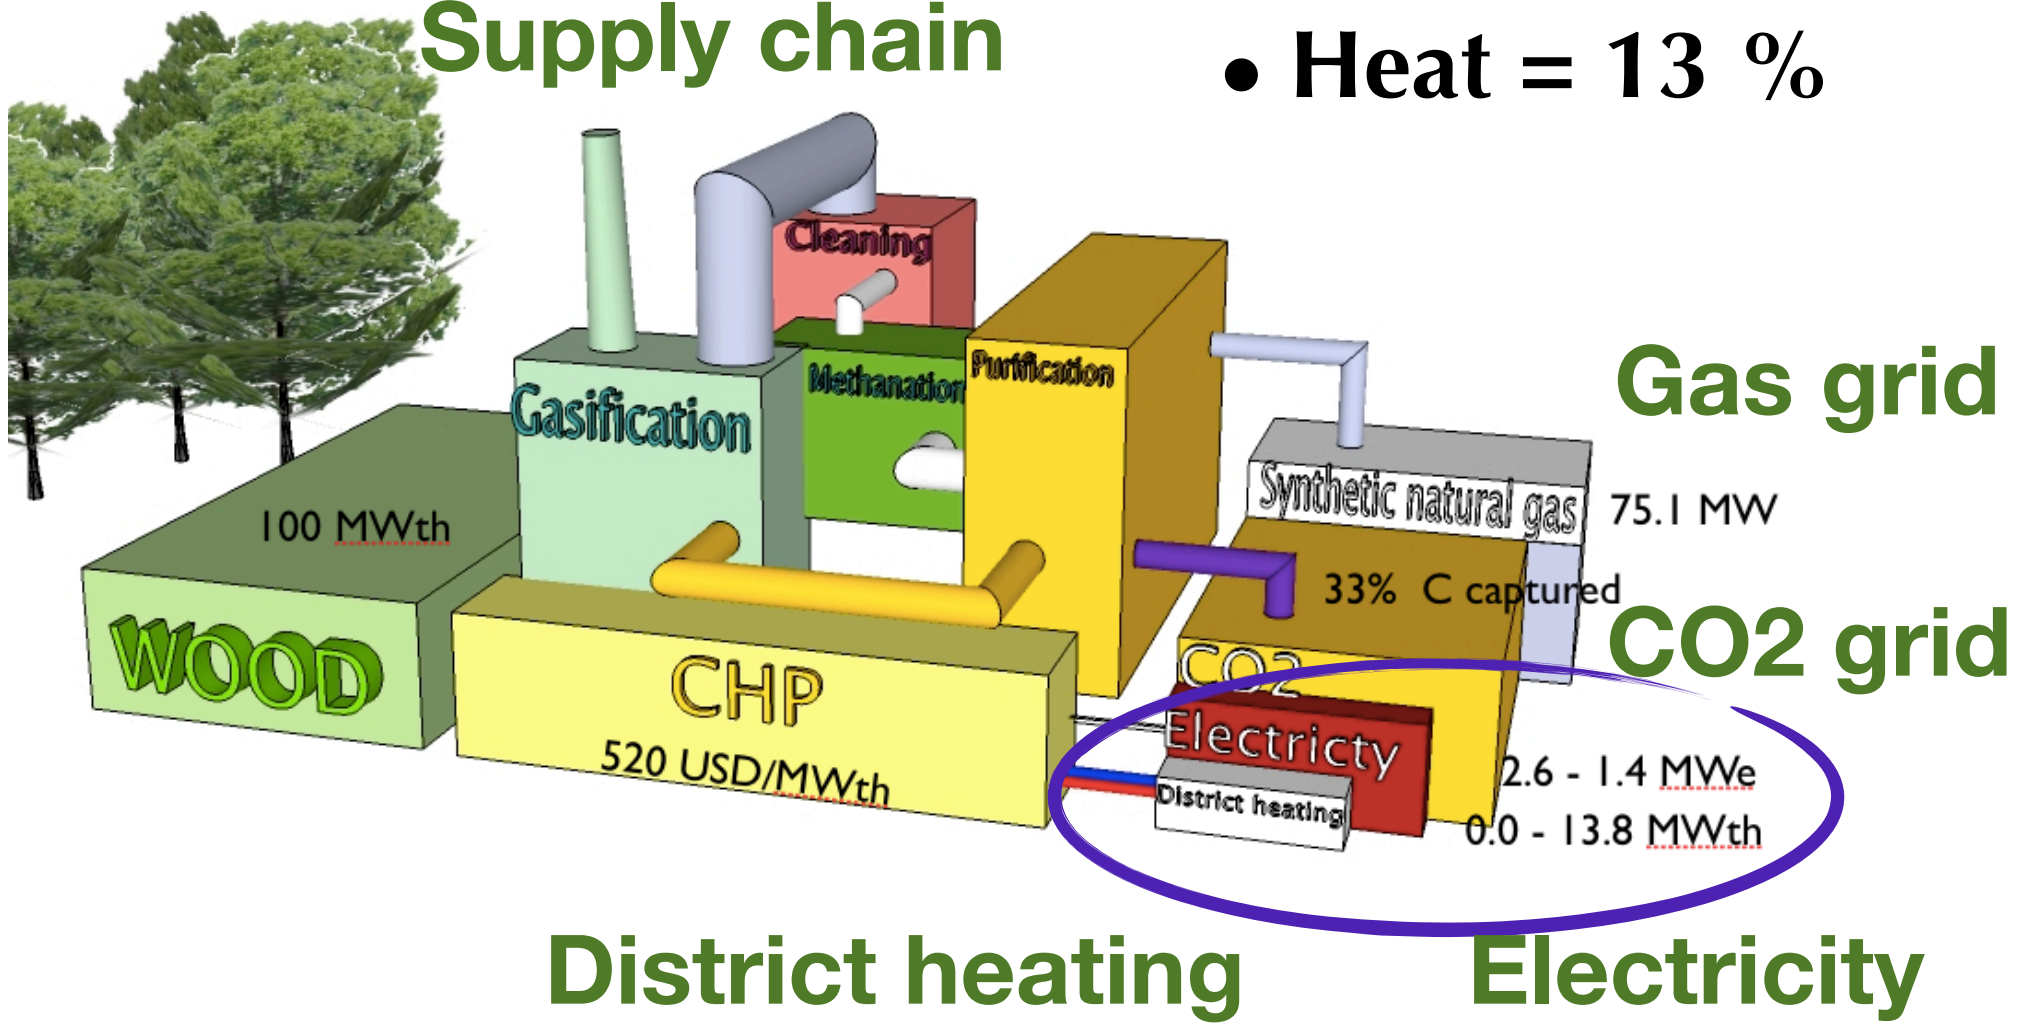 Supply chain
• Heat = 13 %
Cleaning
Gasification
Methanation
Purification
Gas grid
Synthetic natural gas
75.1 MW
100 MWth
33% C captured
CO2 grid
WOOD
CHP
CO2
520 USD/MWth
Electricty
2.6 - 1.4 MWe
District heating
0.0 - 13.8 MWth
District heating
Electricity